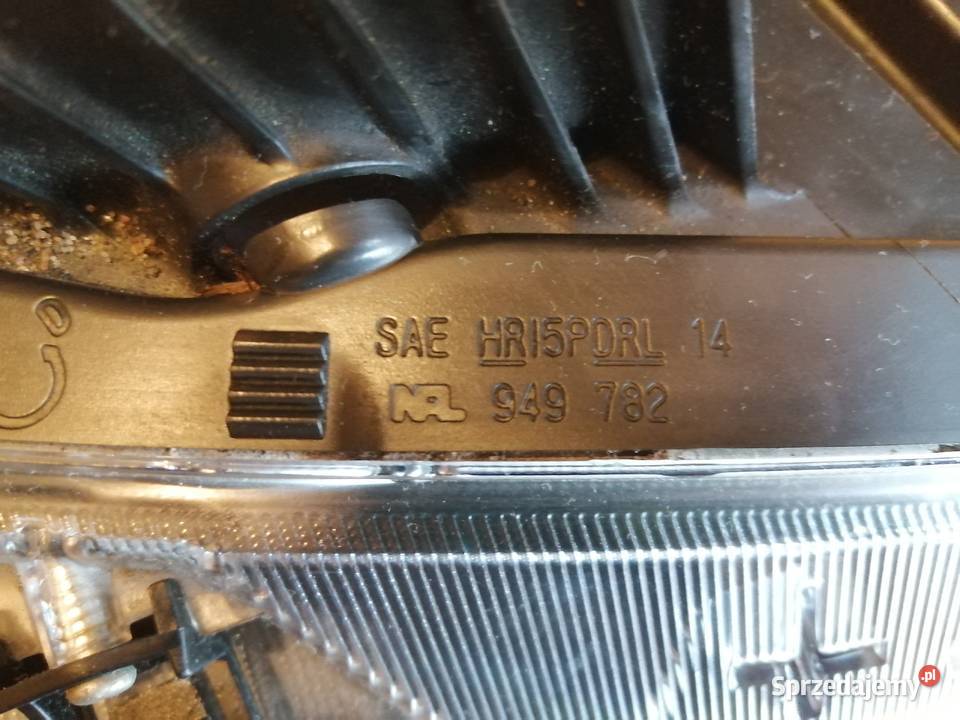 SAE HR15PDRL 14
NAL 949 782
Sprzedajemy.pl